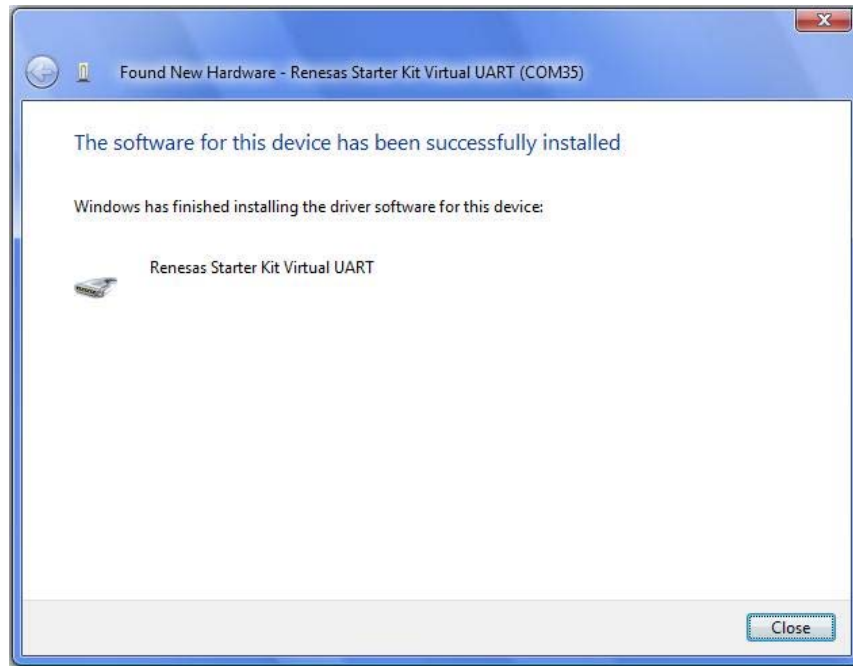 Found New Hardware - Renesas Starter Kit Virtual UART (COM35)
The software for this device has been successfully installed
Windows has finished installing the driver software for this device:
Renesas Starter Kit Virtual UART
Close